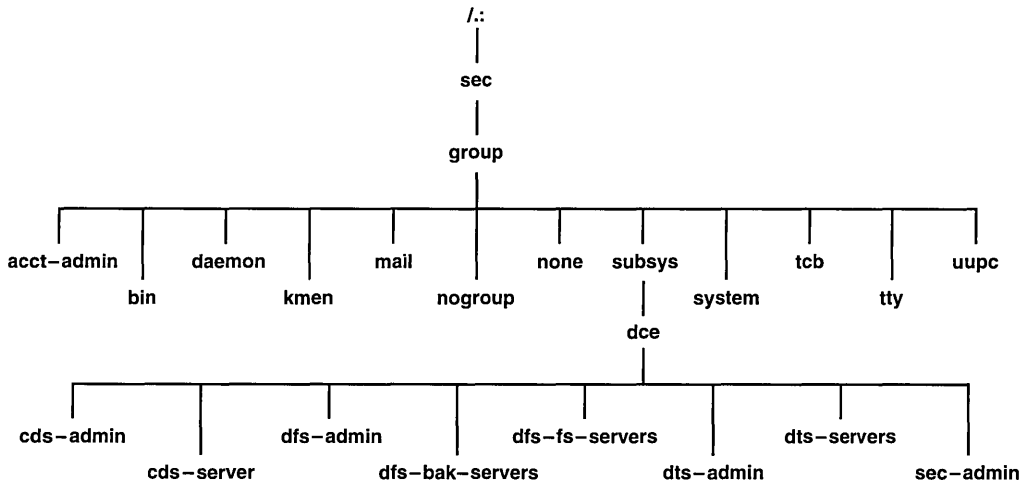 /.:
sec
group
acct–admin daemon mail none subsys tcb uupc
bin kmen nogroup system tty
dce
cds–admin dfs–admin dfs–fs–servers dts–servers
cds–server dfs–bak–servers dts–admin sec–admin